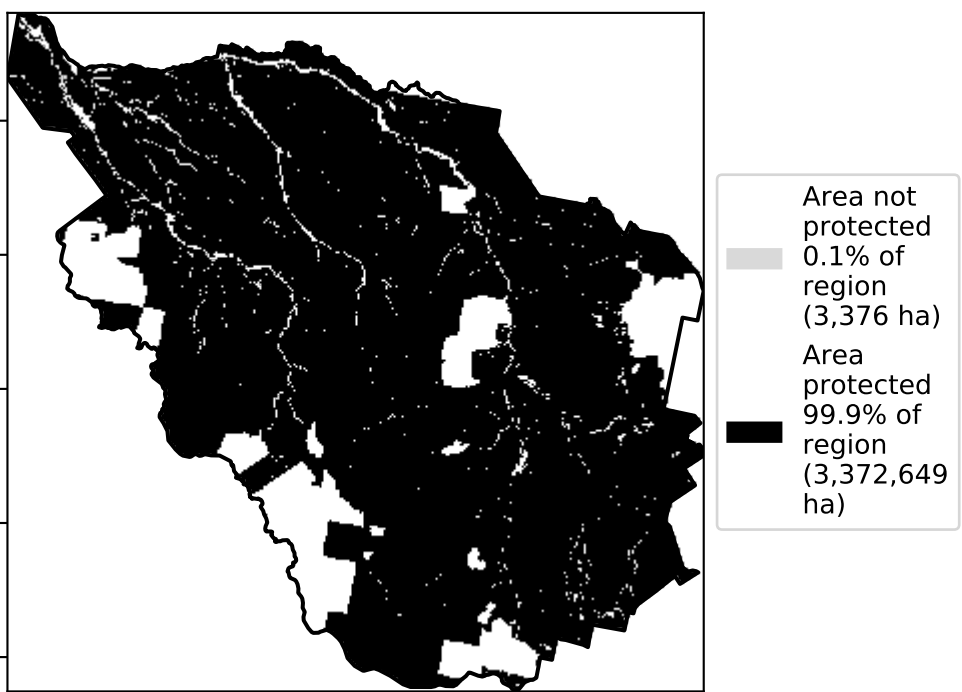 Area not
protected
0.1% of
region
(3,376 ha)
Area
protected
99.9% of
region
(3,372,649
ha)